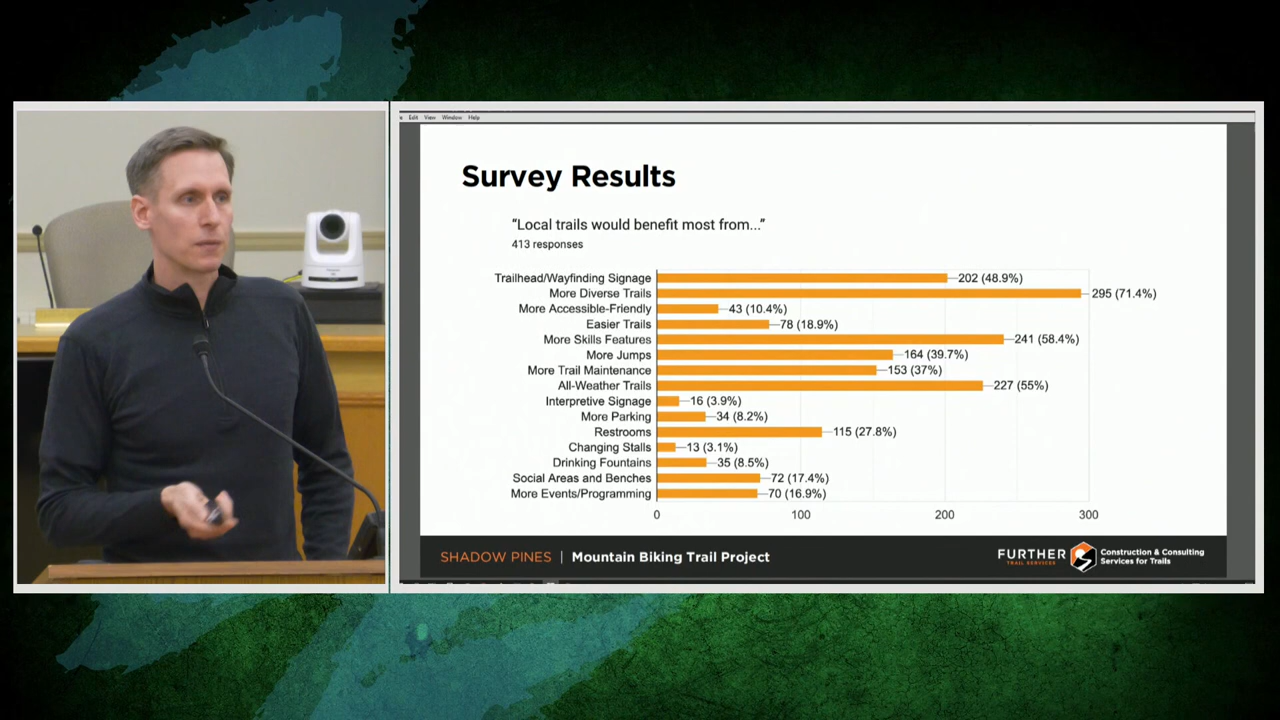 Edit View Window Help
Survey Results
“Local trails would benefit most from...”
413 responses
Trailhead/Wayfinding Signage 202 (48.9%)
More Diverse Trails 295 (71.4%)
More Accessible-Friendly 43 (10.4%)
Easier Trails 78 (18.9%)
More Skills Features 241 (58.4%)
More Jumps 164 (39.7%)
More Trail Maintenance 153 (37%)
All-Weather Trails 227 (55%)
Interpretive Signage 16 (3.9%)
More Parking 34 (8.2%)
Restrooms 115 (27.8%)
Changing Stalls 13 (3.1%)
Drinking Fountains 35 (8.5%)
Social Areas and Benches 72 (17.4%)
More Events/Programming 70 (16.9%)
0 100 200 300
SHADOW PINES | Mountain Biking Trail Project
FURTHER
TRAIL SERVICES
Construction & Consulting
Services for Trails